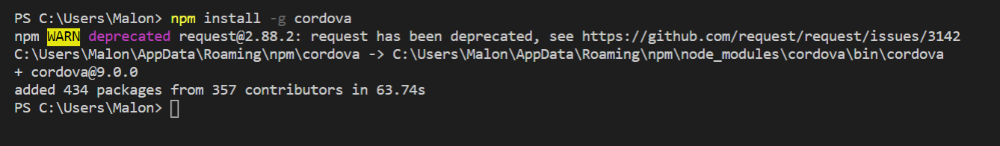 PS C:\Users\Malon> npm install -g cordova
npm WARN deprecated request@2.88.2: request has been deprecated, see https://github.com/request/request/issues/3142
C:\Users\Malon\AppData\Roaming\npm\cordova -> C:\Users\Malon\AppData\Roaming\npm\node_modules\cordova\bin\cordova
+ cordova@9.0.0
added 434 packages from 357 contributors in 63.74s
PS C:\Users\Malon>